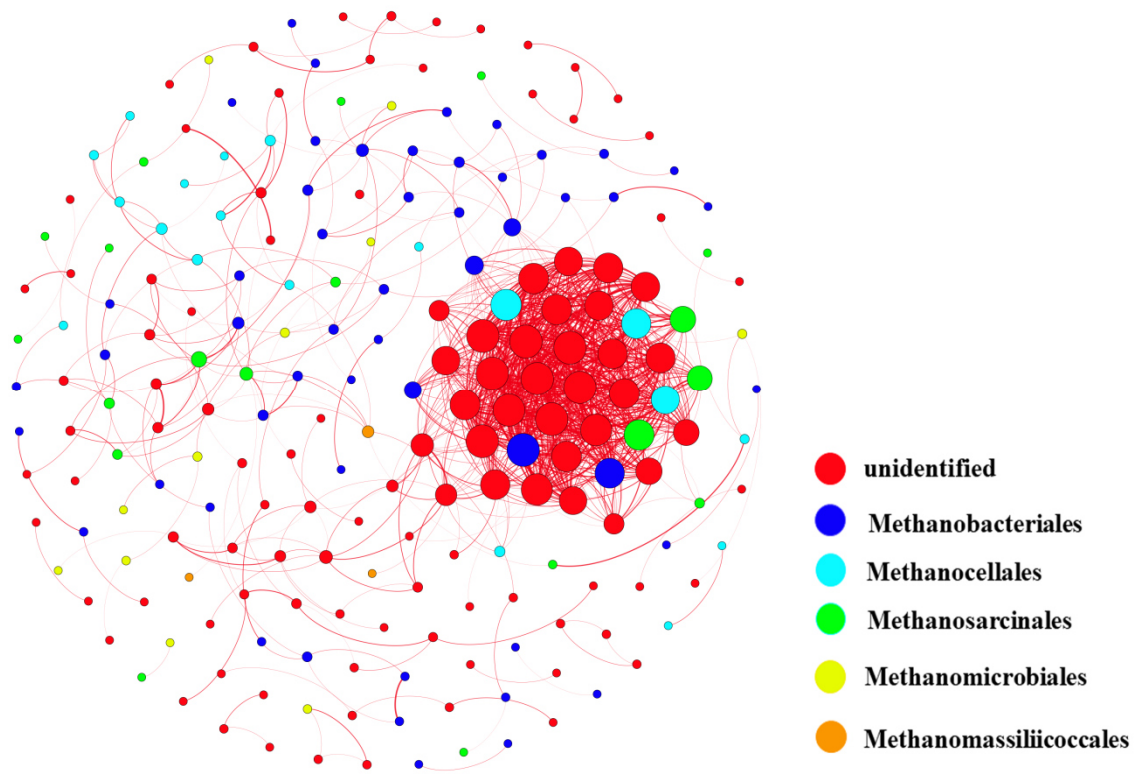 unidentified
Methanobacteriales
Methanocellales
Methanosarcinales
Methanomicrobiales
Methanomassiliicoccales